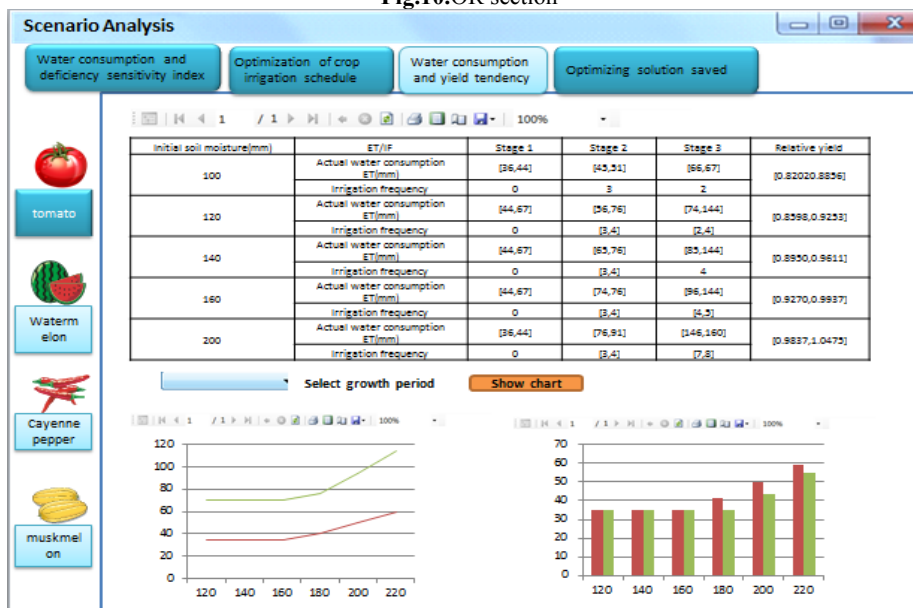 Fig.10.OR section
Scenario Analysis
Water consumption and
deficiency sensitivity index
Optimization of crop
irrigation schedule
Water consumption
and yield tendency
Optimizing solution saved
1 / 1 100%
Initial soil moisture(mm) ET/IF Stage 1 Stage 2 Stage 3 Relative yield
100 Actual water consumption ET(mm) [36,44] [45,51] [66,67] [0.82020.8856]
Irrigation frequency 0 3 2
120 Actual water consumption ET(mm) [44,67] [56,76] [74,144] [0.8598,0.9253]
Irrigation frequency 0 [3,4] [2,4]
140 Actual water consumption ET(mm) [44,67] [65,76] [85,144] [0.8950,0.9611]
Irrigation frequency 0 [3,4] 4
160 Actual water consumption ET(mm) [44,67] [74,76] [96,144] [0.9270,0.9937]
Irrigation frequency 0 [3,4] [4,5]
200 Actual water consumption ET(mm) [36,44] [76,91] [146,160] [0.9837,1.0475]
Irrigation frequency 0 [3,4] [7,8]
tomato
Waterm
elon
Cayenne
pepper
muskmel
on
Select growth period
Show chart
1 / 1 100%
120
100
80
60
40
20
0
120 140 160 180 200 220
1 / 1 100%
70
60
50
40
30
20
10
0
120 140 160 180 200 220